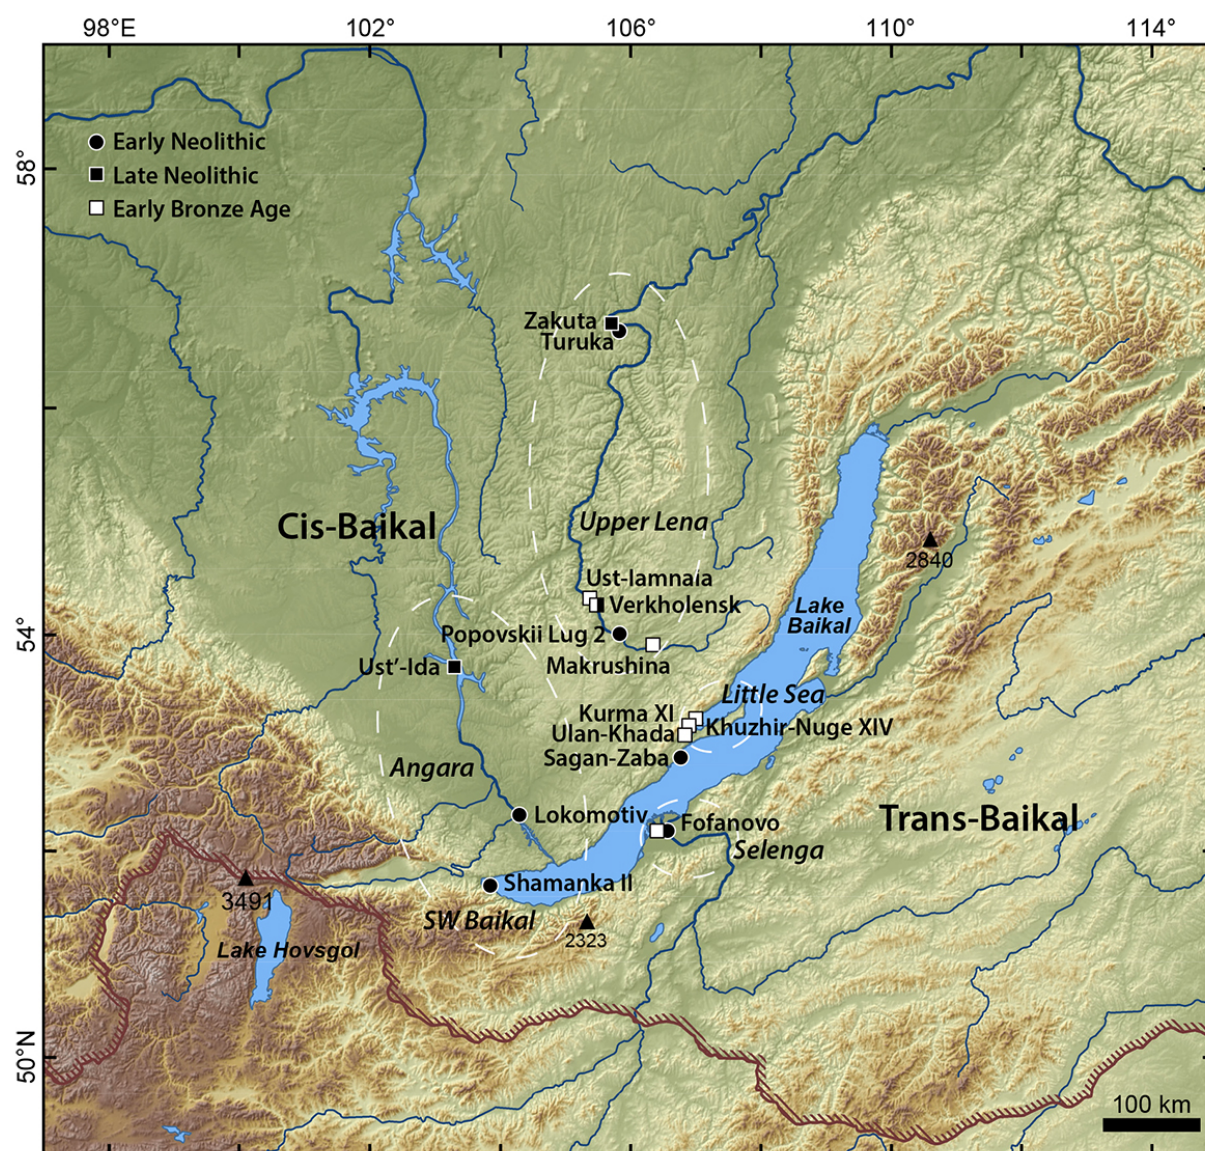 98°E
102°
106°
110°
114°
58°
54°
50°N
Early Neolithic
Late Neolithic
Early Bronze Age
Zakuta
Turuka
Cis-Baikal
Upper Lena
2840
Ust-Iamnaia
Verkholensk
Lake
Baikal
Popovskii Lug 2
Makrushina
Ust'-Ida
Little Sea
Kurma XI
Khuzhir-Nuge XIV
Ulan-Khada
Sagan-Zaba
Angara
Lokomotiv
Fofanovo
Trans-Baikal
Selenga
Shamanka II
3491
SW Baikal
2323
Lake Hovsgol
100 km